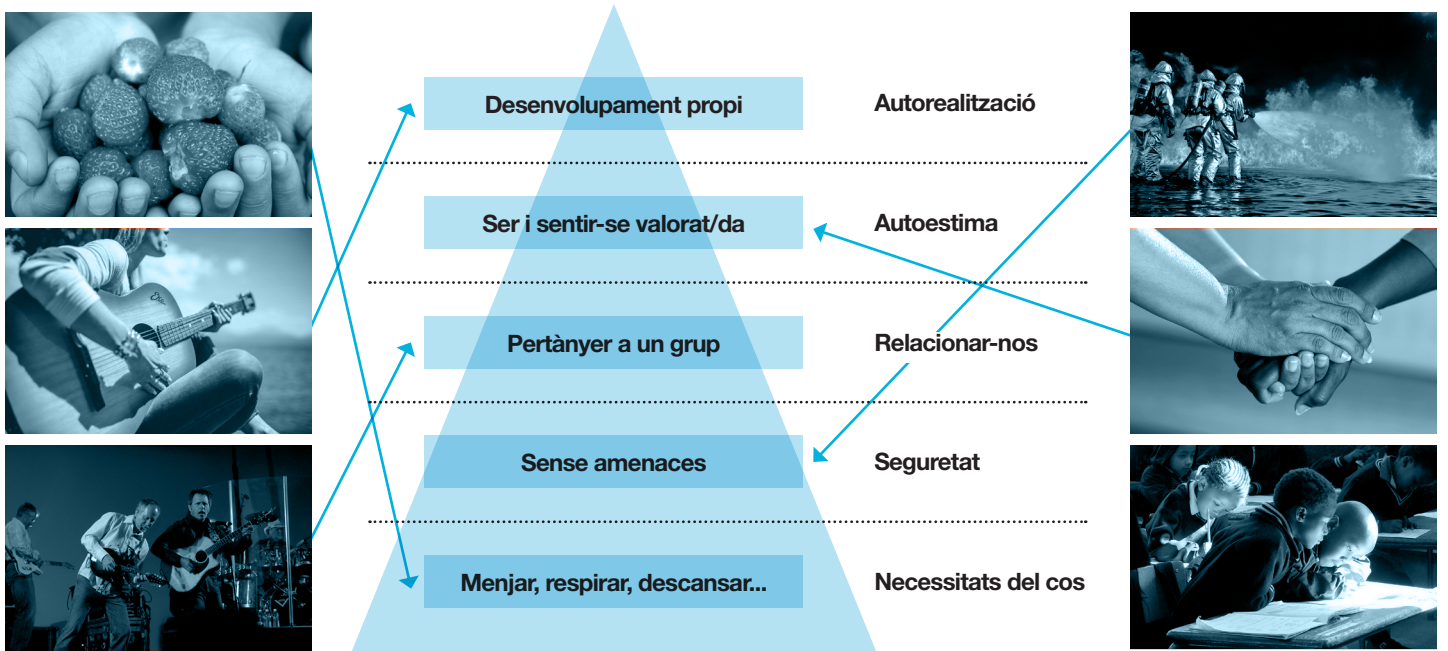 Desenvolupament propi
Autorealització
Ser i sentir-se valorat/da
Autoestima
Pertànyer a un grup
Relacionar-nos
Sense amenaces
Seguretat
Menjar, respirar, descansar...
Necessitats del cos